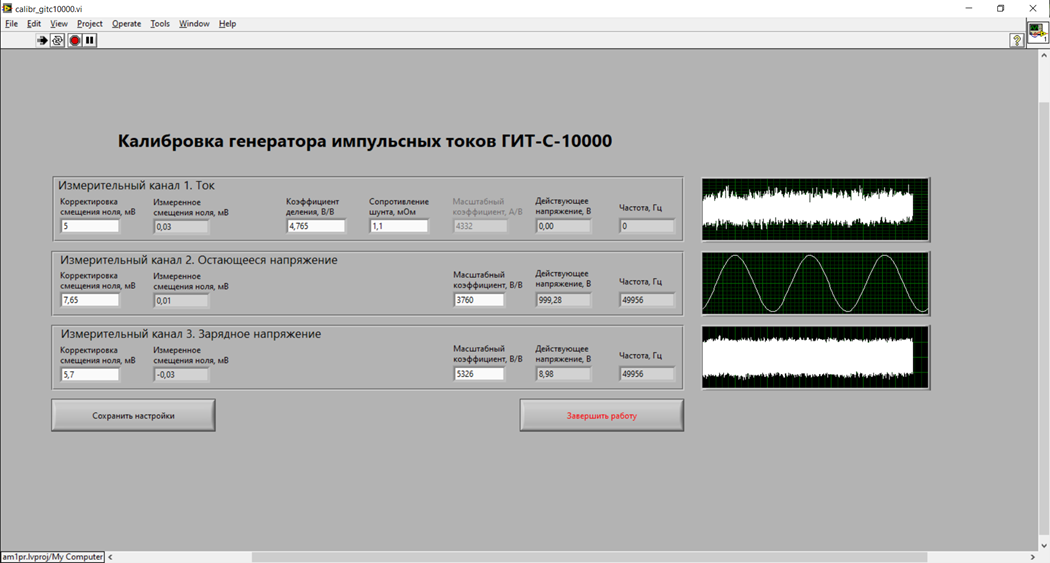 calibr_gitc10000.vi
File Edit View Project Operate Tools Window Help
Калибровка генератора импульсных токов ГИТ-С-10000
Измерительный канал 1. Ток
Корректировка смещения ноля, мВ
5
Измеренное смещения ноля, мВ
0,03
Коэффициент деления, В/В
4,765
Сопротивление шунта, мОм
1,1
Масштабный коэффициент, А/В
4332
Действующее напряжение, В
0,00
Частота, Гц
0
Измерительный канал 2. Остающееся напряжение
Корректировка смещения ноля, мВ
7,65
Измеренное смещения ноля, мВ
0,01
Масштабный коэффициент, В/В
3760
Действующее напряжение, В
999,28
Частота, Гц
49956
Измерительный канал 3. Зарядное напряжение
Корректировка смещения ноля, мВ
5,7
Измеренное смещения ноля, мВ
-0,03
Масштабный коэффициент, В/В
5326
Действующее напряжение, В
8,98
Частота, Гц
49956
Сохранить настройки
Завершить работу
am1pr.lvproj/My Computer